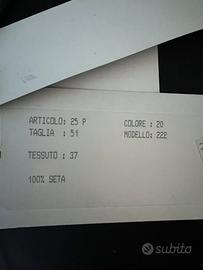 ARTICOLO: 25 P COLORE : 20
TAGLIA : 51 MODELLO: 222
TESSUTO : 37
100% SETA
subito